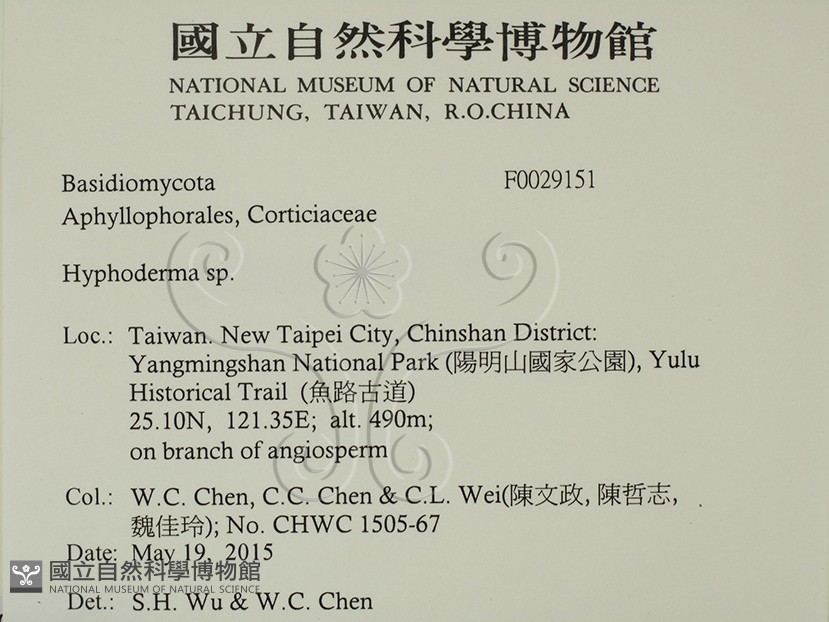 國立自然科學博物館
NATIONAL MUSEUM OF NATURAL SCIENCE
TAICHUNG, TAIWAN, R.O.CHINA
Basidiomycota F0029151
Aphyllophorales, Corticiaceae
Hyphoderma sp.
Loc.: Taiwan. New Taipei City, Chinshan District:
Yangmingshan National Park (陽明山國家公園), Yulu
Historical Trail (魚路古道)
25.10N, 121.35E; alt. 490m;
on branch of angiosperm
Col.: W.C. Chen, C.C. Chen & C.L. Wei(陳文政, 陳哲志,
魏佳玲); No. CHWC 1505-67
Date: May 19, 2015
國立自然科學博物館
NATIONAL MUSEUM OF NATURAL SCIENCE
Det.: S.H. Wu & W.C. Chen